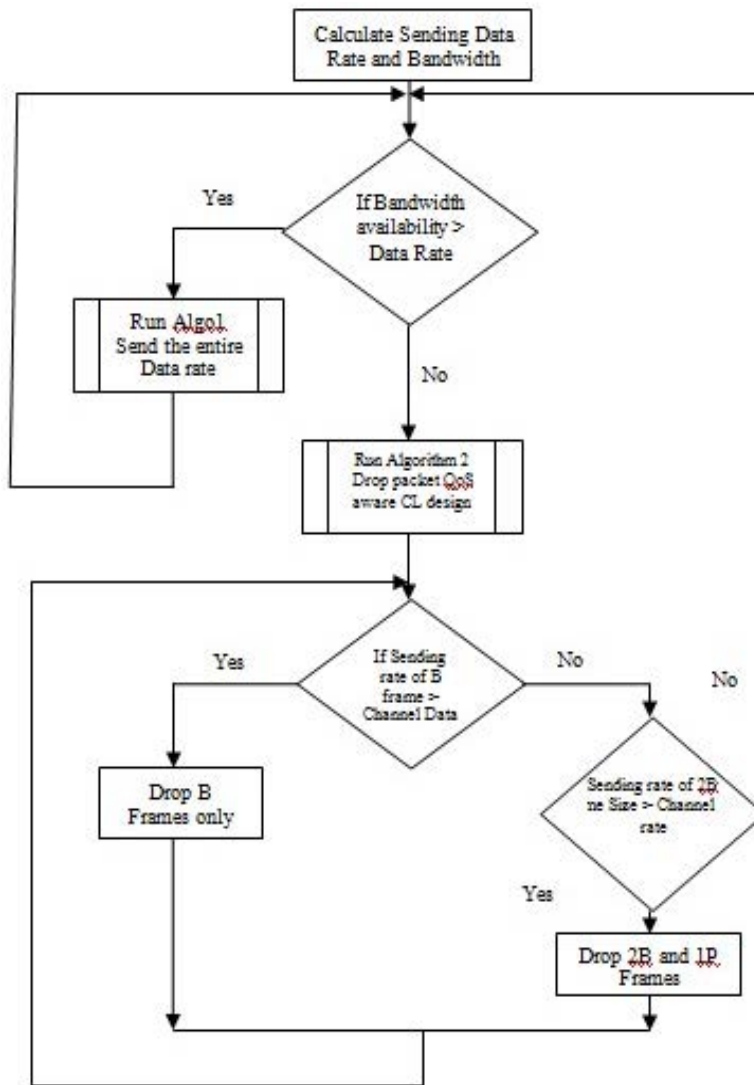 Calculate Sending Data
Rate and Bandwidth
Yes
If Bandwidth
availability >
Data Rate
Run Algo1
Send the entire
Data rate
No
Run Algorithm 2
Drop packet QoS
aware CL design
Yes
If Sending
rate of B
frame >
Channel Data
No
No
Drop B
Frames only
Sending rate of 2B
ne Size > Channel
rate
Yes
Drop 2B and 1P
Frames